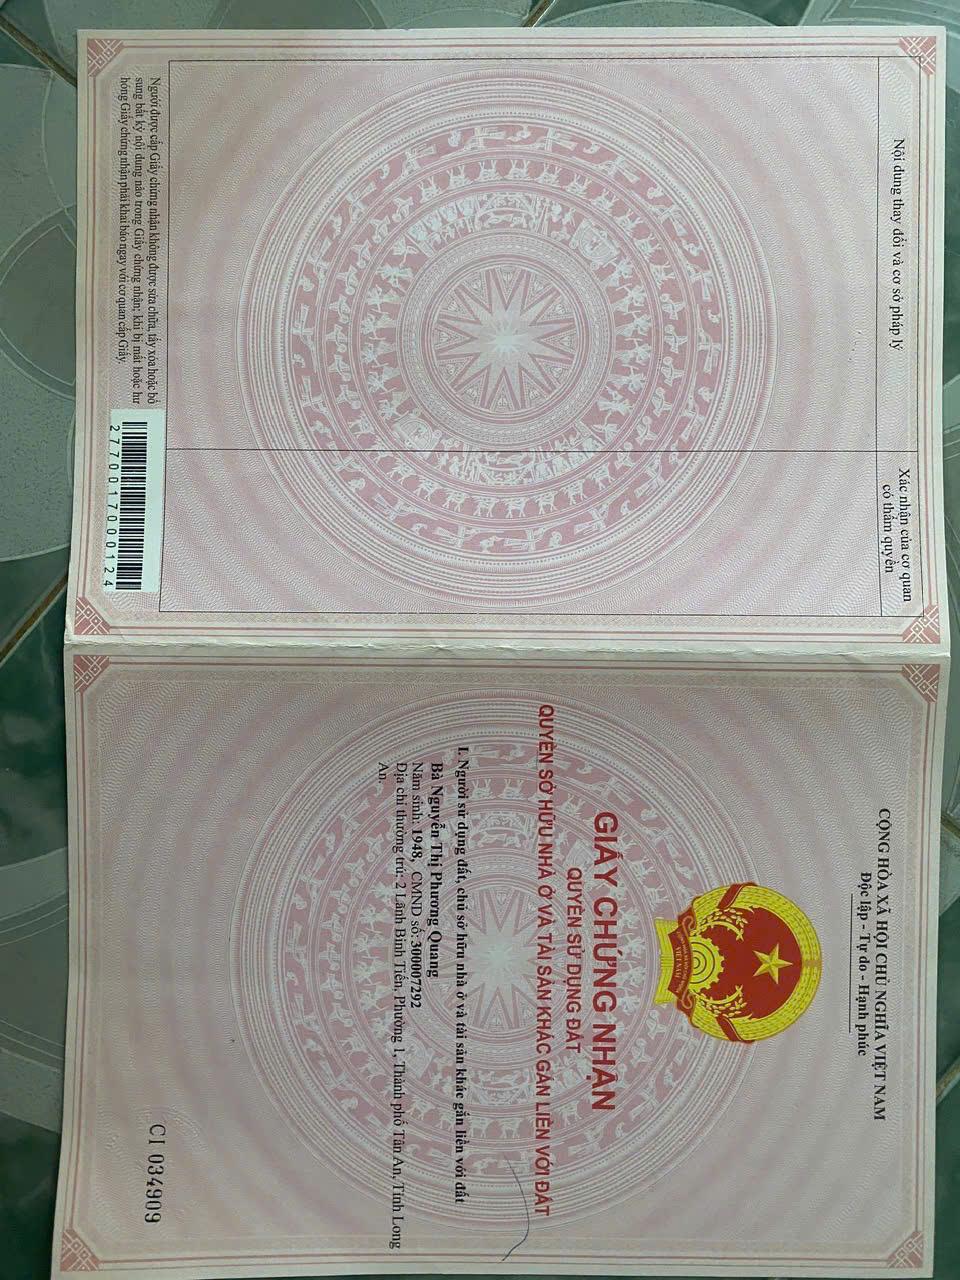 Nội dung thay đổi và cơ sở pháp lý
Xác nhận của cơ quan
có thẩm quyền
Người được cấp Giấy chứng nhận không được sửa chữa, tẩy xóa hoặc bổ
sung bất kỳ nội dung nào trong Giấy chứng nhận; khi bị mất hoặc hư
hỏng Giấy chứng nhận phải khai báo ngay với cơ quan cấp Giấy.
2770017000124
CỘNG HÒA XÃ HỘI CHỦ NGHĨA VIỆT NAM
Độc lập - Tự do - Hạnh phúc
VIỆT NAM
GIẤY CHỨNG NHẬN
QUYỀN SỬ DỤNG ĐẤT
QUYỀN SỞ HỮU NHÀ Ở VÀ TÀI SẢN KHÁC GẮN LIỀN VỚI ĐẤT
I. Người sử dụng đất, chủ sở hữu nhà ở và tài sản khác gắn liền với đất
Bà Nguyễn Thị Phương Quang
Năm sinh: 1948, CMND số: 300007292
Địa chỉ thường trú: 2 Lãnh Binh Tiến, Phường 1, Thành phố Tân An, Tỉnh Long
An.
CI 034909